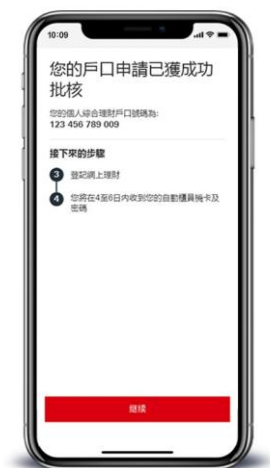 10:09
您的戶口申請已獲成功
批核
您的個人綜合理財戶口號碼為:
123 456 789 009
接下來的步驟
3 登記網上理財
4 您將在4至6日內收到您的自動櫃員機卡及
密碼
繼續